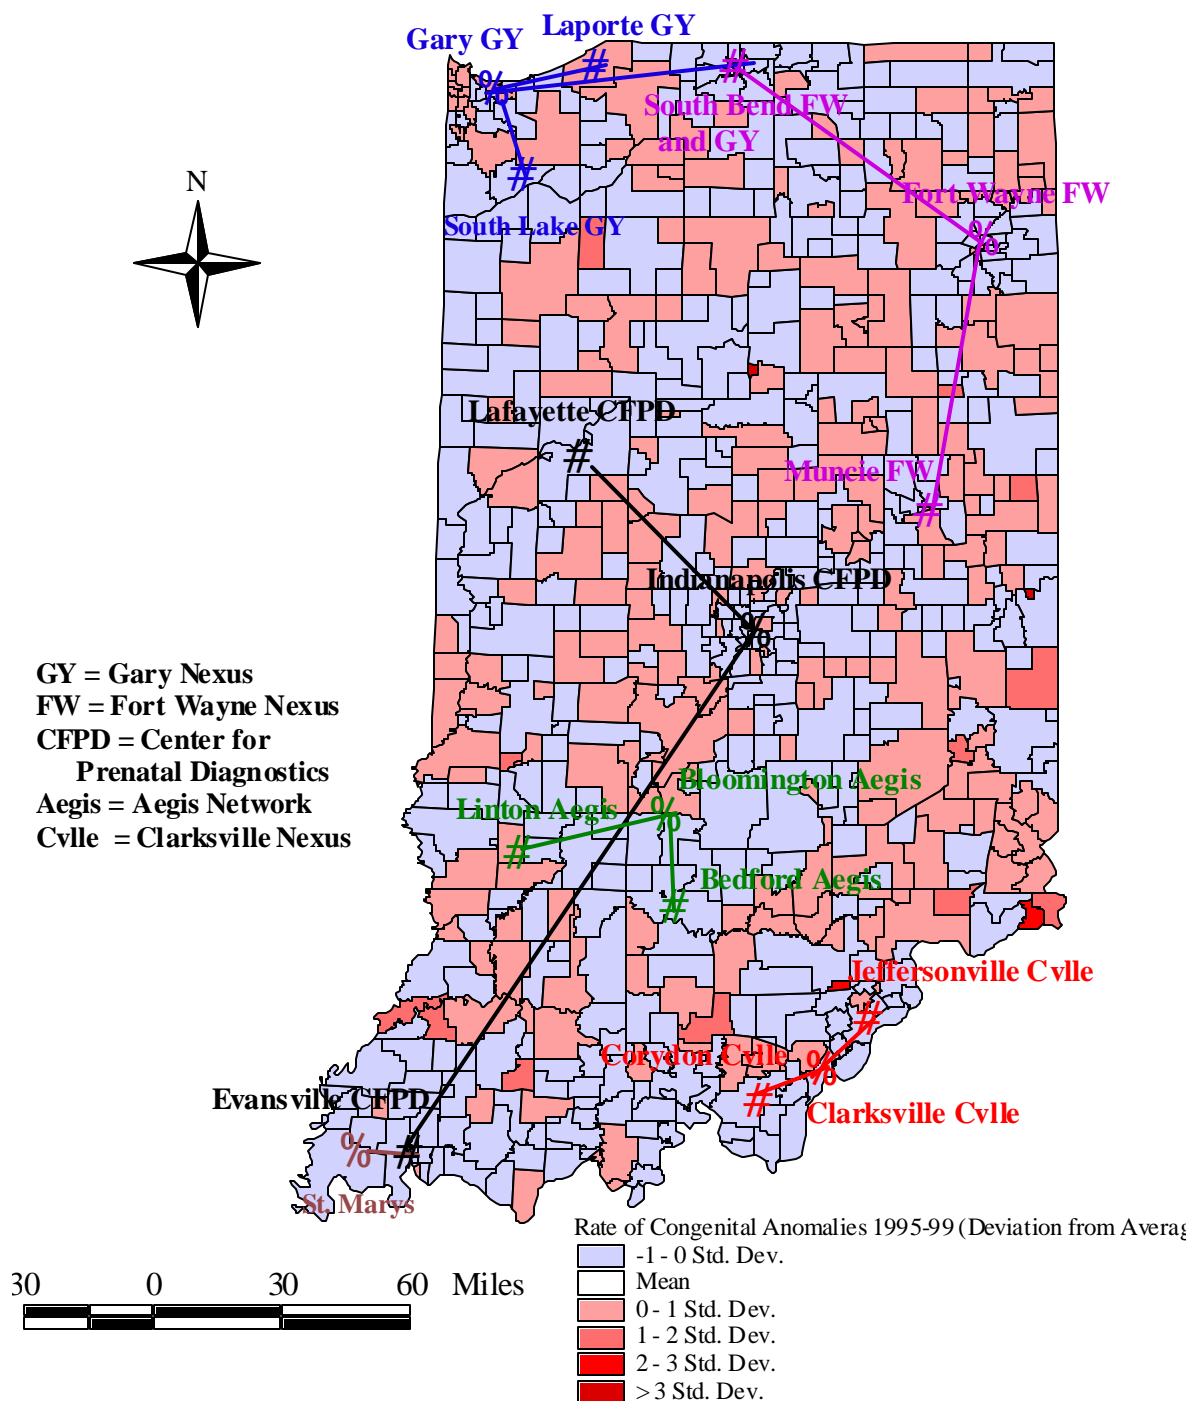 Laporte GY
Gary GY
South Bend FW
and GY
N
Fort Wayne FW
South Lake GY
Lafayette CFPD
Muncie FW
Indianapolis CFPD
GY = Gary Nexus
FW = Fort Wayne Nexus
CFPD = Center for
Prenatal Diagnostics
Aegis = Aegis Network
Cvlle = Clarksville Nexus
Bloomington Aegis
Linton Aegis
Bedford Aegis
Jeffersonville Cvlle
Corydon Cvlle
Evansville CFPD
Clarksville Cvlle
St. Marys
Rate of Congenital Anomalies 1995-99 (Deviation from Averag
-1 - 0 Std. Dev.
Mean
0 - 1 Std. Dev.
1 - 2 Std. Dev.
2 - 3 Std. Dev.
> 3 Std. Dev.
30 0 30 60 Miles